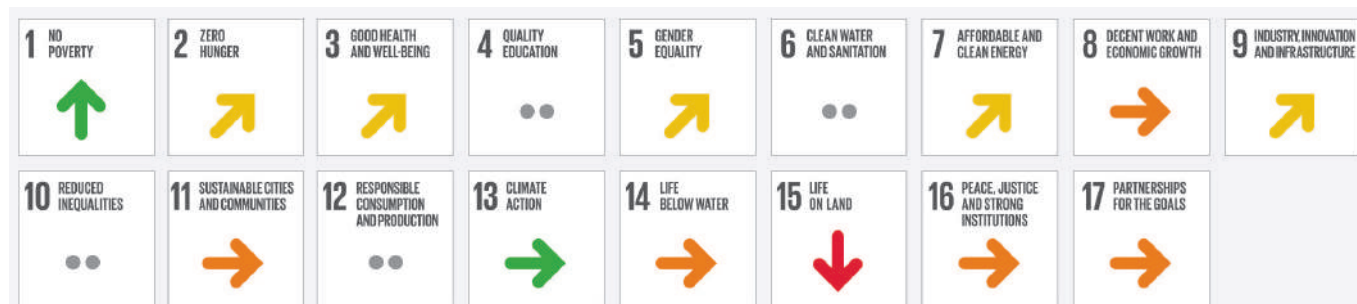 1 NO
POVERTY
2 ZERO
HUNGER
3 GOOD HEALTH
AND WELL-BEING
4 QUALITY
EDUCATION
5 GENDER
EQUALITY
6 CLEAN WATER
AND SANITATION
7 AFFORDABLE AND
CLEAN ENERGY
8 DECENT WORK AND
ECONOMIC GROWTH
9 INDUSTRY, INNOVATION
AND INFRASTRUCTURE
10 REDUCED
INEQUALITIES
11 SUSTAINABLE CITIES
AND COMMUNITIES
12 RESPONSIBLE
CONSUMPTION
AND PRODUCTION
13 CLIMATE
ACTION
14 LIFE
BELOW WATER
15 LIFE
ON LAND
16 PEACE, JUSTICE
AND STRONG
INSTITUTIONS
17 PARTNERSHIPS
FOR THE GOALS